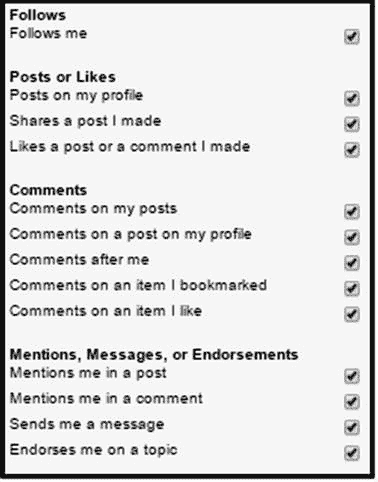 Follows
Follows me
Posts or Likes
Posts on my profile
Shares a post I made
Likes a post or a comment I made
Comments
Comments on my posts
Comments on a post on my profile
Comments after me
Comments on an item I bookmarked
Comments on an item I like
Mentions, Messages, or Endorsements
Mentions me in a post
Mentions me in a comment
Sends me a message
Endorses me on a topic